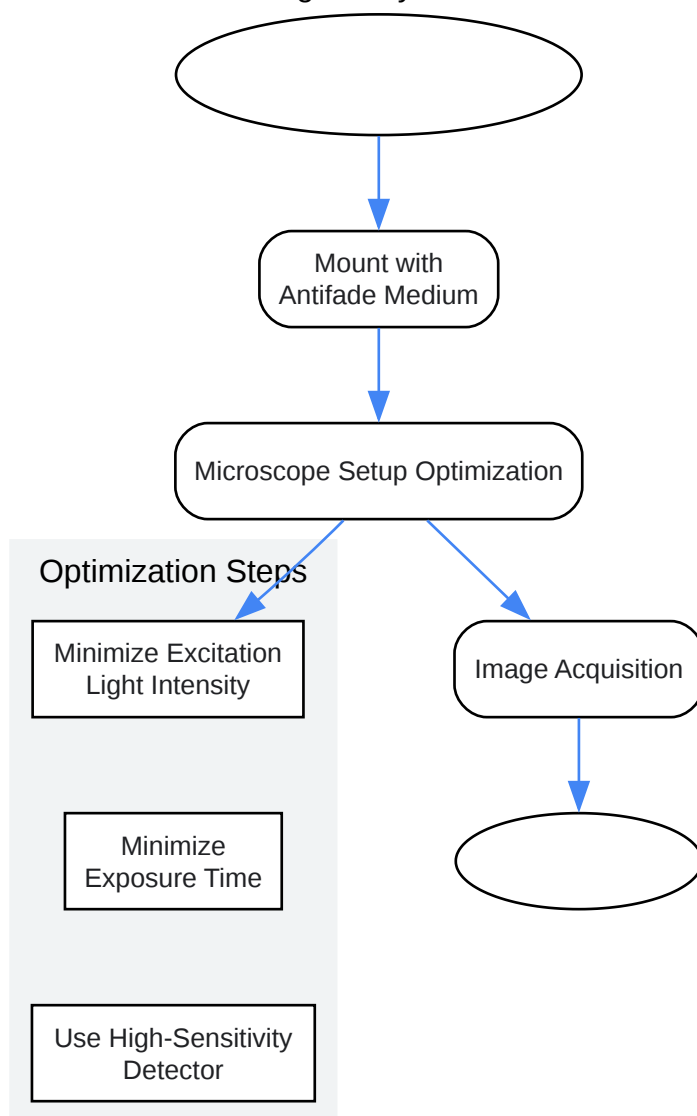 Mount with
Antifade Medium
Microscope Setup Optimization
Optimization Steps
Minimize Excitation
Light Intensity
Image Acquisition
Minimize
Exposure Time
Use High-Sensitivity
Detector